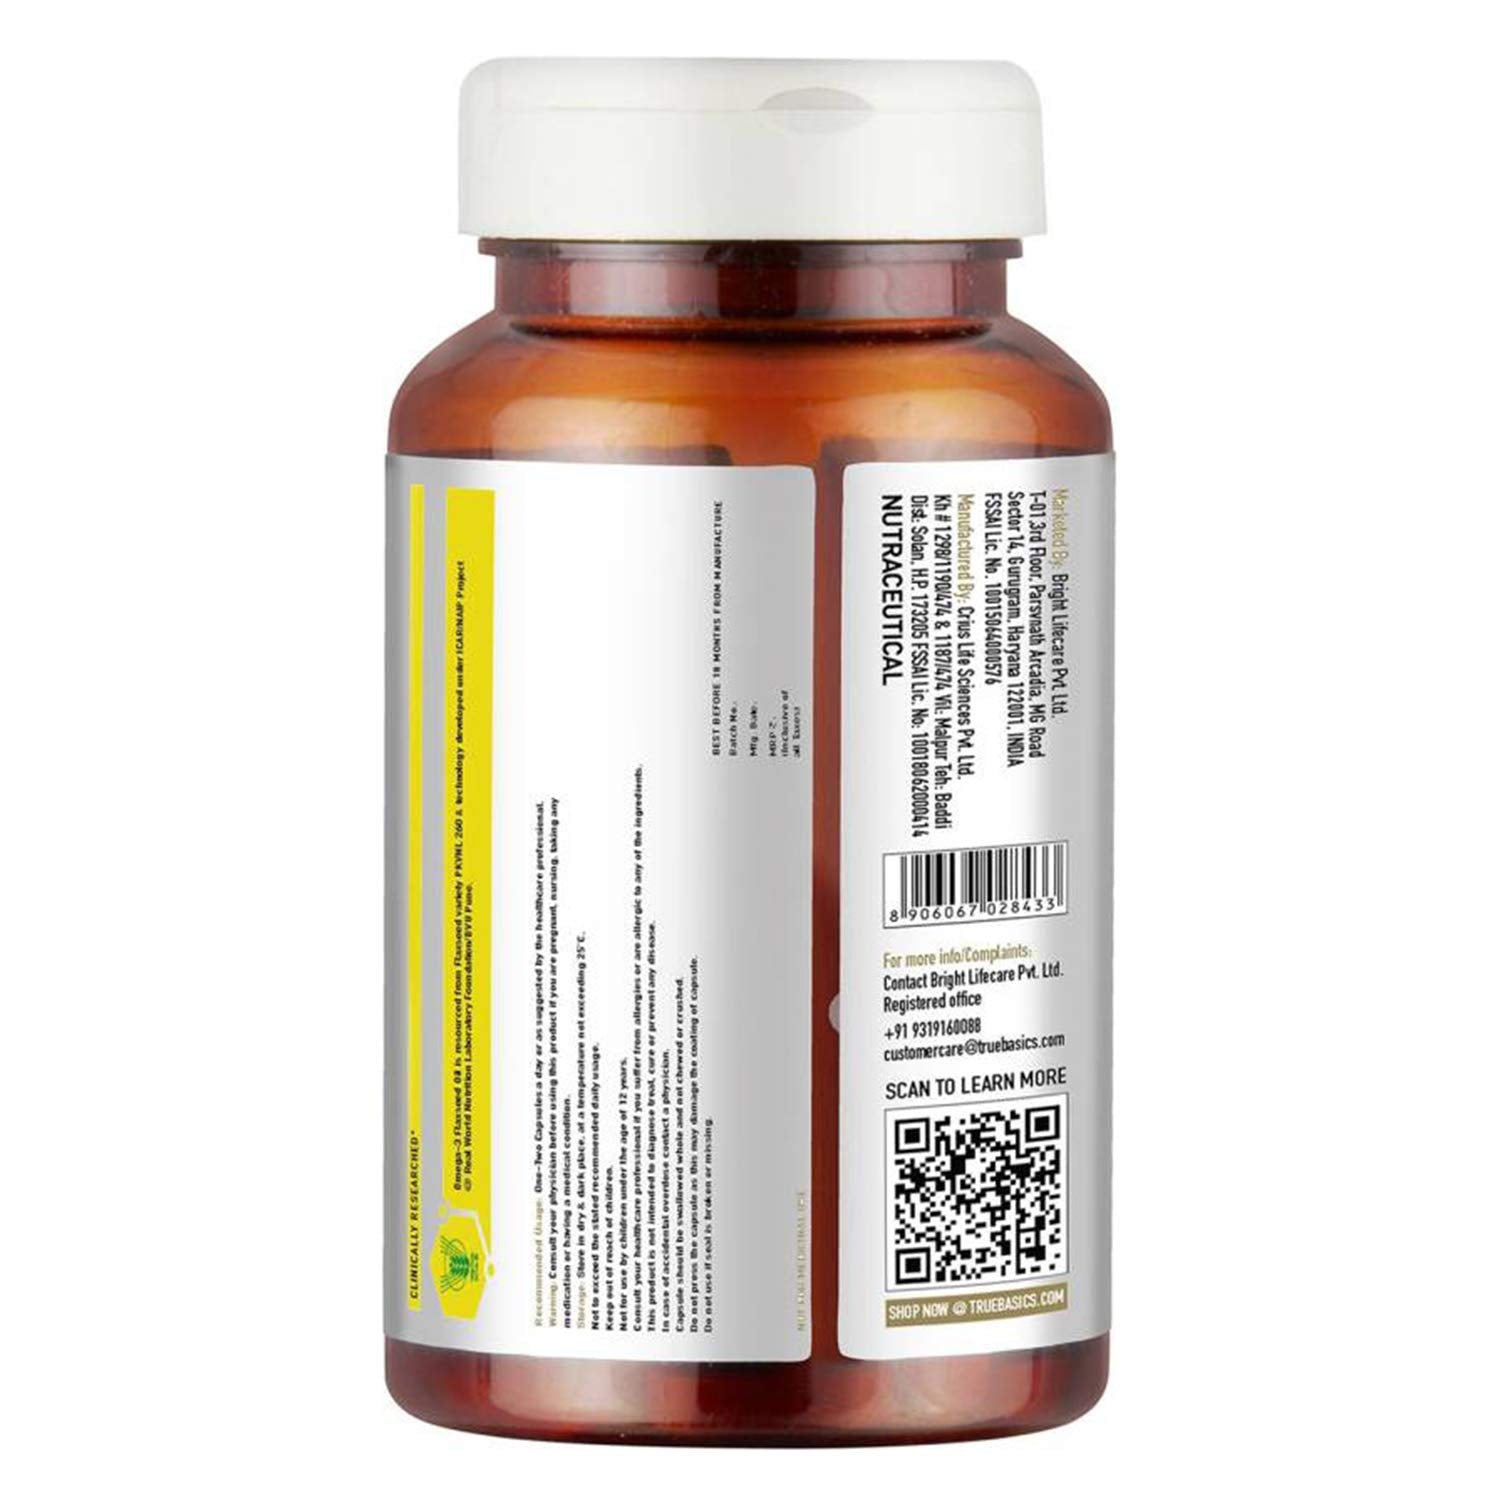 CLINICALLY RESEARCHED*
Omega-3 Flaxseed Oil is resourced from Flaxseed variety PKVNL 260 & technology developed under ICAR/NAIP Project
@ Real World Nutrition Laboratory Foundation/BVU Pune.
Recommended Usage: One-Two Capsules a day or as suggested by the healthcare professional.
Warning: Consult your physician before using this product if you are pregnant, nursing, taking any
medication or having a medical condition.
Storage: Store in dry & dark place, at a temperature not exceeding 25°C.
Not to exceed the stated recommended daily usage.
Keep out of reach of children.
Not for use by children under the age of 12 years.
Consult your healthcare professional if you suffer from allergies or are allergic to any of the ingredients.
This product is not intended to diagnose treat, cure or prevent any disease.
In case of accidental overdose contact a physician.
Capsule should be swallowed whole and not chewed or crushed.
Do not press the capsule as this may damage the coating of capsule.
Do not use if seal is broken or missing.
BEST BEFORE 18 MONTHS FROM MANUFACTURE
Batch No.:
Mfg. Date:
MRP
(Inclusive of
all Taxes)
NOT FOR MEDICINAL USE
Marketed By: Bright Lifecare Pvt. Ltd.
T-01,3rd Floor, Parsvnath Arcadia, MG Road
Sector 14, Gurugram, Haryana 122001, INDIA
FSSAI Lic. No. 10015064000576
Manufactured By: Crius Life Sciences Pvt. Ltd.
Kh # 1298/1190/474 & 1187/474 Vil: Malpur Teh: Baddi
Dist: Solan, H.P. 173205 FSSAI Lic. No: 10018062000414
NUTRACEUTICAL
8 906067 028433
For more info/Complaints:
Contact Bright Lifecare Pvt. Ltd.
Registered office
+91 9319160088
customercare@truebasics.com
SCAN TO LEARN MORE
SHOP NOW @ TRUEBASICS.COM